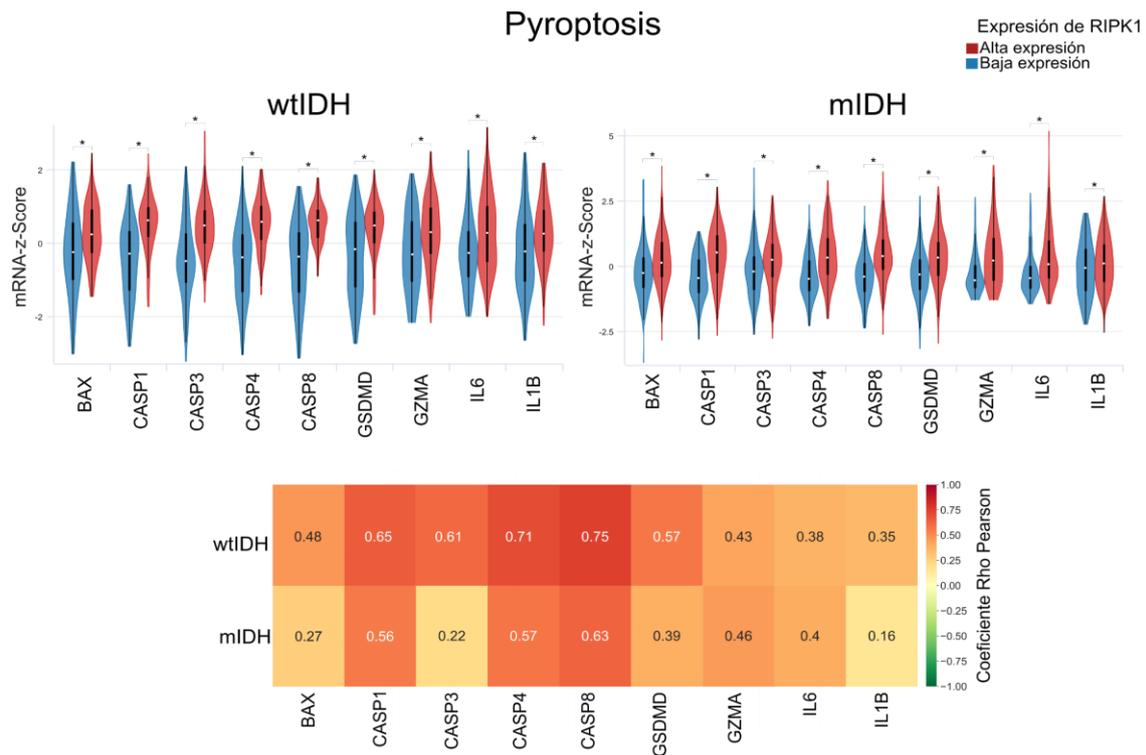 Pyroptosis
Expresión de RIPK1
Alta expresión
Baja expresión
wtIDH
mRNA-z-Score
2
0
-2
* * * * * * * * *
BAX CASP1 CASP3 CASP4 CASP8 GSDMD GZMA IL6 IL1B
mIDH
mRNA-z-Score
5
2.5
0
-2.5
* * * * * * * * *
BAX CASP1 CASP3 CASP4 CASP8 GSDMD GZMA IL6 IL1B
wtIDH 0.48 0.65 0.61 0.71 0.75 0.57 0.43 0.38 0.35
mIDH 0.27 0.56 0.22 0.57 0.63 0.39 0.46 0.4 0.16
BAX CASP1 CASP3 CASP4 CASP8 GSDMD GZMA IL6 IL1B
1.00
0.75
0.50
0.25
0.00
−0.25
−0.50
−0.75
−1.00
Coeficiente Rho Pearson